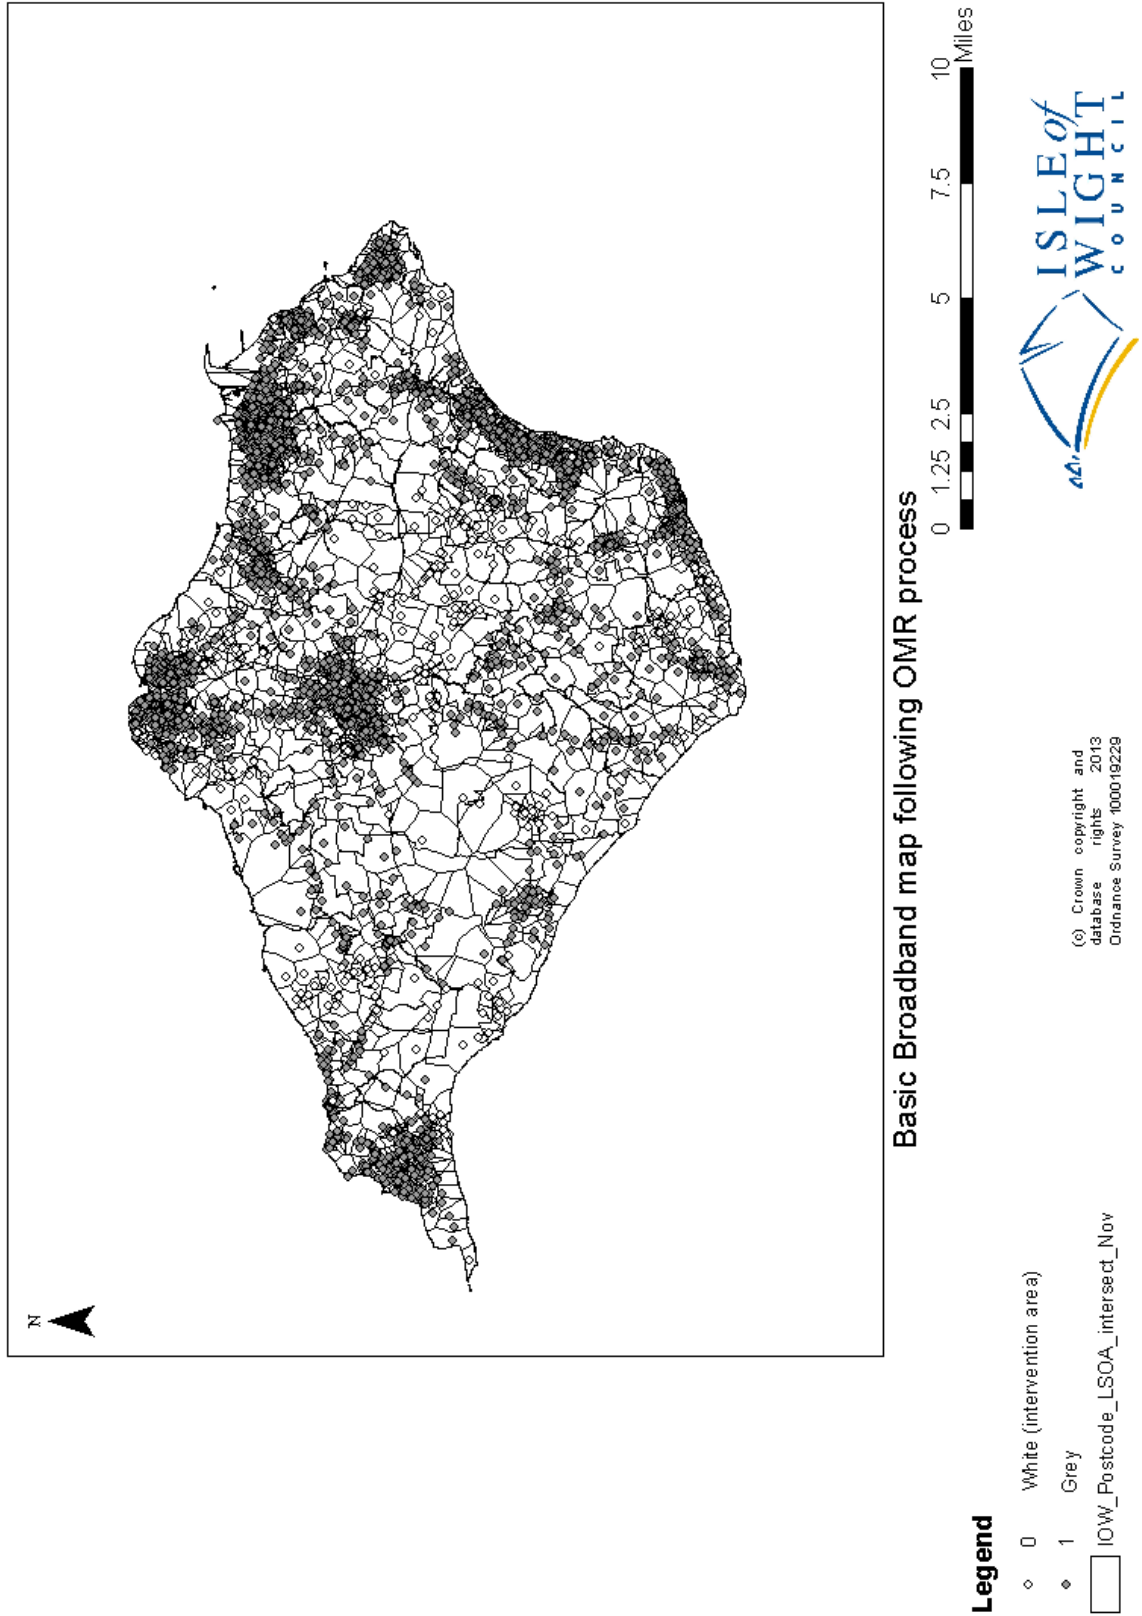 N
Basic Broadband map following OMR process
0 1.25 2.5 5 7.5 10
Miles
Legend
0 White (intervention area)
1 Grey
IOW_Postcode_LSOA_intersect_Nov
(c) Crown copyright and
database rights 2013
Ordnance Survey 100019229
ISLE of
WIGHT
COUNCIL